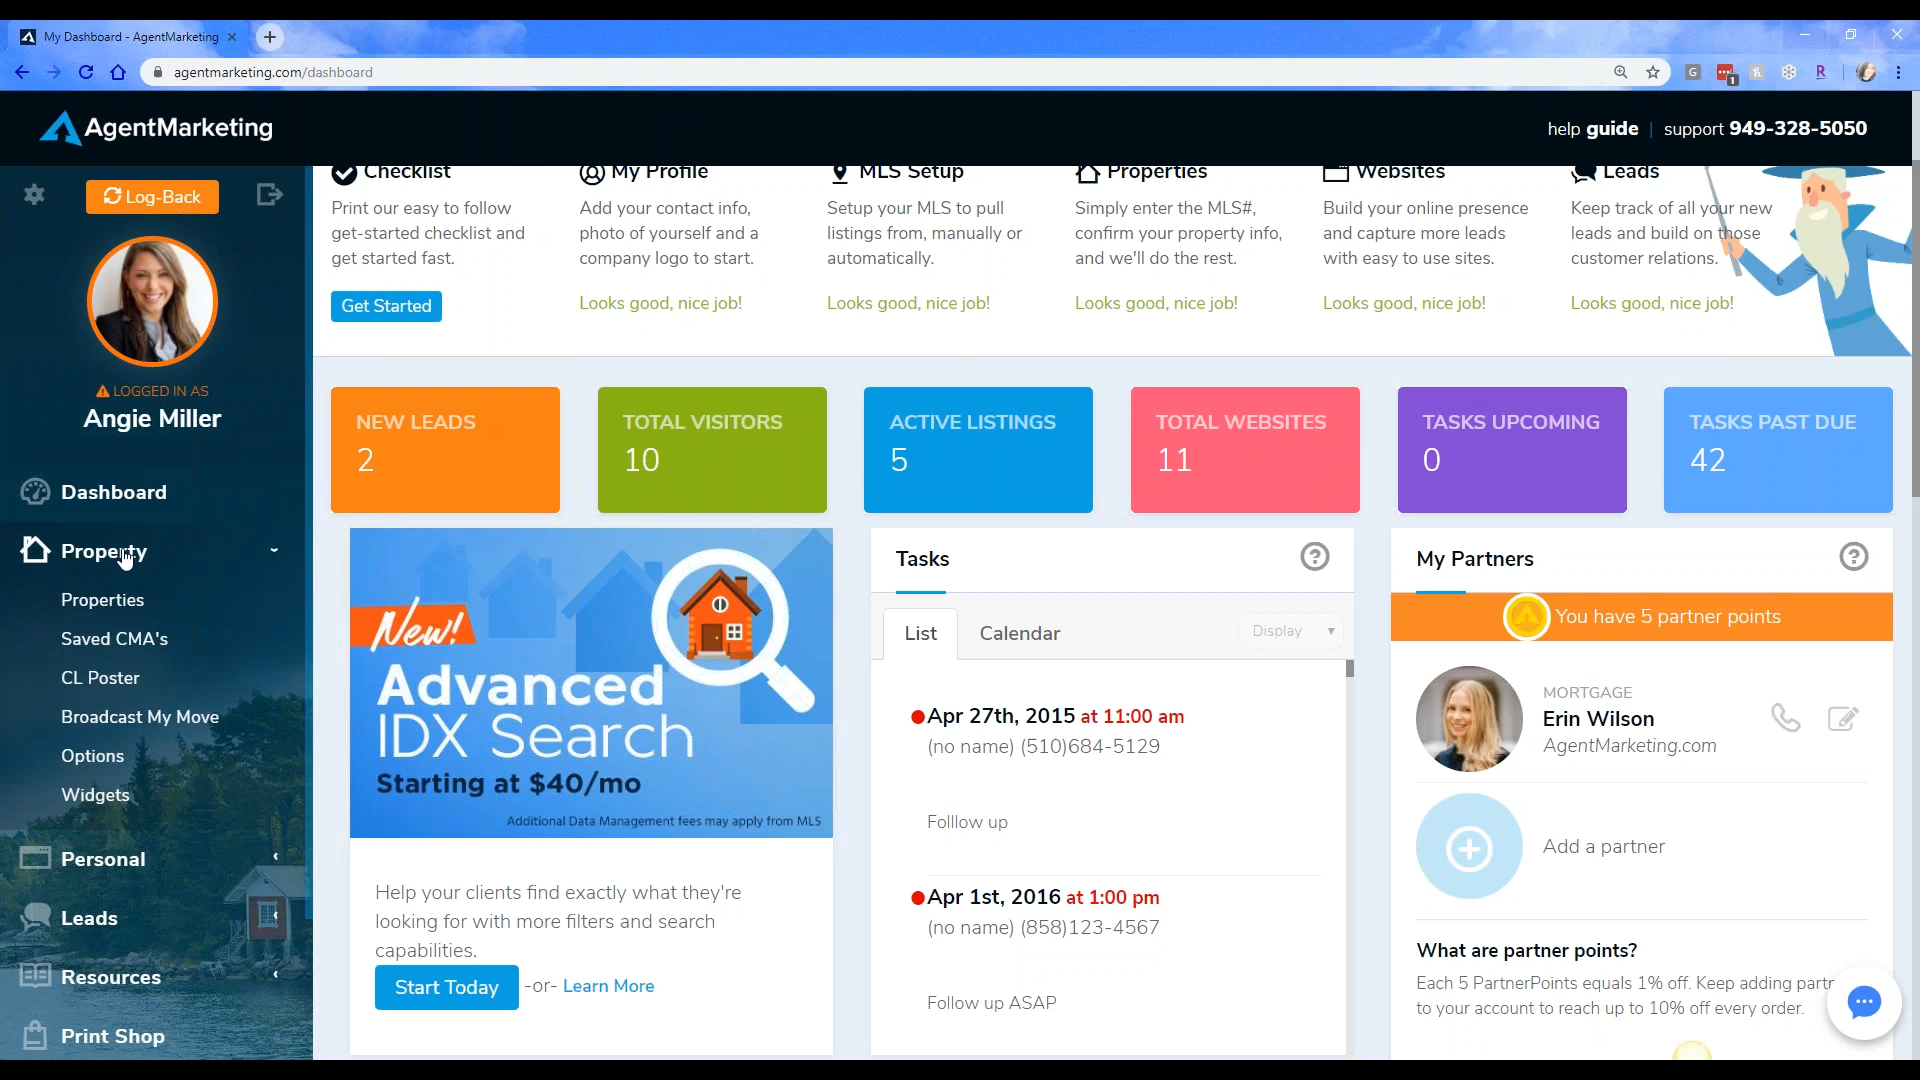 My Dashboard - AgentMarketing
agentmarketing.com/dashboard
G
1
R
AgentMarketing
help guide | support 949-328-5050
Log-Back
LOGGED IN AS
Angie Miller
Dashboard
Property
Properties
Saved CMA's
CL Poster
Broadcast My Move
Options
Widgets
Personal
Leads
Resources
Print Shop
Checklist
Print our easy to follow
get-started checklist and
get started fast.
Get Started
My Profile
Add your contact info,
photo of yourself and a
company logo to start.
Looks good, nice job!
MLS Setup
Setup your MLS to pull
listings from, manually or
automatically.
Looks good, nice job!
Properties
Simply enter the MLS#,
confirm your property info,
and we'll do the rest.
Looks good, nice job!
Websites
Build your online presence
and capture more leads
with easy to use sites.
Looks good, nice job!
Leads
Keep track of all your new
leads and build on those
customer relations.
Looks good, nice job!
NEW LEADS
2
TOTAL VISITORS
10
ACTIVE LISTINGS
5
TOTAL WEBSITES
11
TASKS UPCOMING
0
TASKS PAST DUE
42
New!
Advanced
IDX Search
Starting at $40/mo
Additional Data Management fees may apply from MLS
Help your clients find exactly what they're
looking for with more filters and search
capabilities.
Start Today -or- Learn More
Tasks
List
Calendar
Display
Apr 27th, 2015 at 11:00 am
(no name) (510)684-5129
Folllow up
Apr 1st, 2016 at 1:00 pm
(no name) (858)123-4567
Follow up ASAP
My Partners
You have 5 partner points
MORTGAGE
Erin Wilson
AgentMarketing.com
Add a partner
What are partner points?
Each 5 PartnerPoints equals 1% off. Keep adding partr
to your account to reach up to 10% off every order.